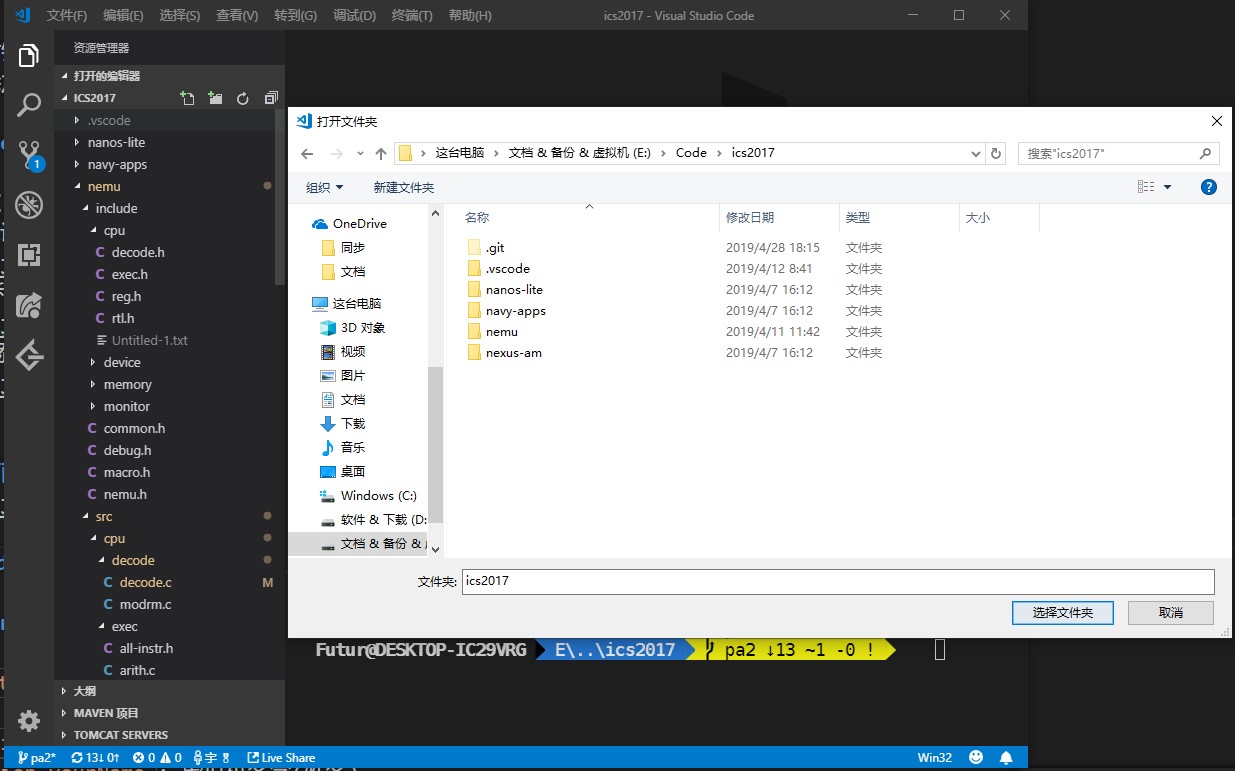 文件(F) 编辑(E) 选择(S) 查看(V) 转到(G) 调试(D) 终端(T) 帮助(H) ics2017 - Visual Studio Code
资源管理器
打开的编辑器
ICS2017
.vscode
nanos-lite
navy-apps
nemu
include
cpu
C decode.h
C exec.h
C reg.h
C rtl.h
Untitled-1.txt
device
memory
monitor
C common.h
C debug.h
C macro.h
C nemu.h
src
cpu
decode
C decode.c M
C modrm.c
exec
C all-instr.h
C arith.c
大纲
MAVEN 项目
TOMCAT SERVERS
1
打开文件夹
这台电脑 › 文档 & 备份 & 虚拟机 (E:) › Code › ics2017
搜索"ics2017"
组织 新建文件夹
OneDrive
同步
文档
这台电脑
3D 对象
视频
图片
文档
下载
音乐
桌面
Windows (C:)
软件 & 下载 (D:
文档 & 备份 &
名称 修改日期 类型 大小
.git 2019/4/28 18:15 文件夹
.vscode 2019/4/12 8:41 文件夹
nanos-lite 2019/4/7 16:12 文件夹
navy-apps 2019/4/7 16:12 文件夹
nemu 2019/4/11 11:42 文件夹
nexus-am 2019/4/7 16:12 文件夹
文件夹: ics2017
选择文件夹 取消
Futur@DESKTOP-IC29VRG E\..\ics2017 pa2 ↓13 ~1 -0 !
pa2* 13↓ 0↑ 0 0 宇 8 Live Share Win32